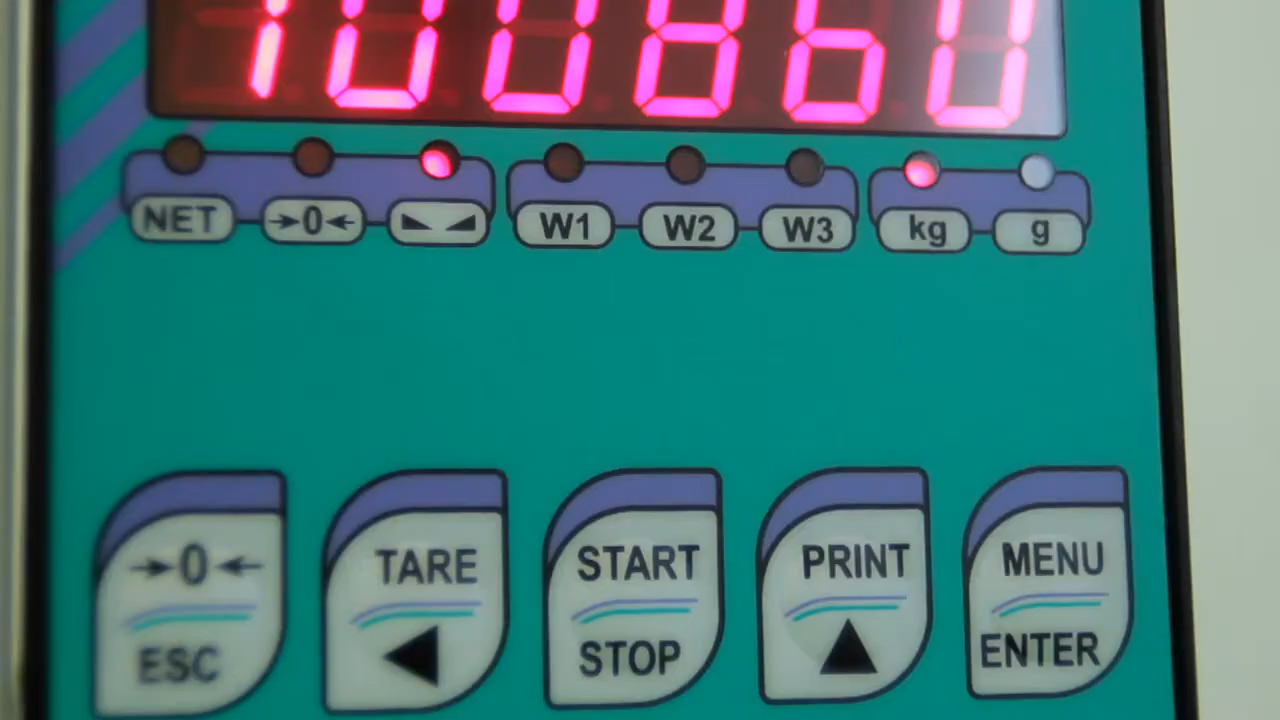 100860
NET →0← W1 W2 W3 kg g
→0← TARE START PRINT MENU
ESC STOP ENTER